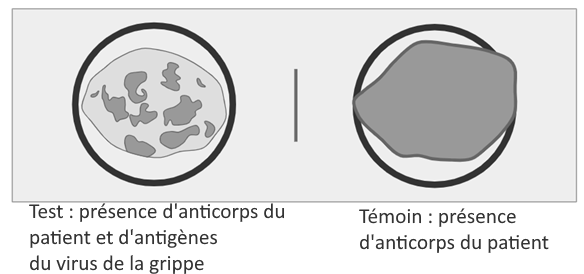 Test : présence d'anticorps du
patient et d'antigènes
du virus de la grippe
Témoin : présence
d'anticorps du patient